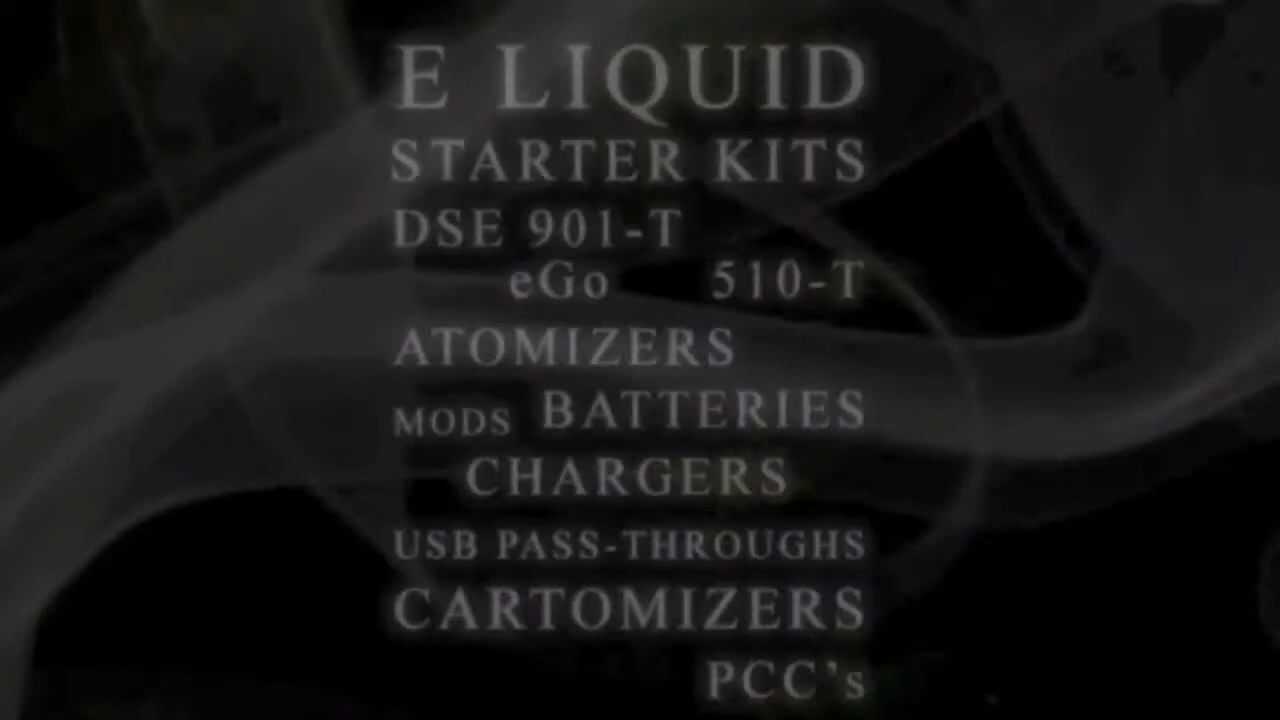 E LIQUID
STARTER KITS
DSE 901-T
eGo 510-T
ATOMIZERS
MODS BATTERIES
CHARGERS
USB PASS-THROUGHS
CARTOMIZERS
PCC's